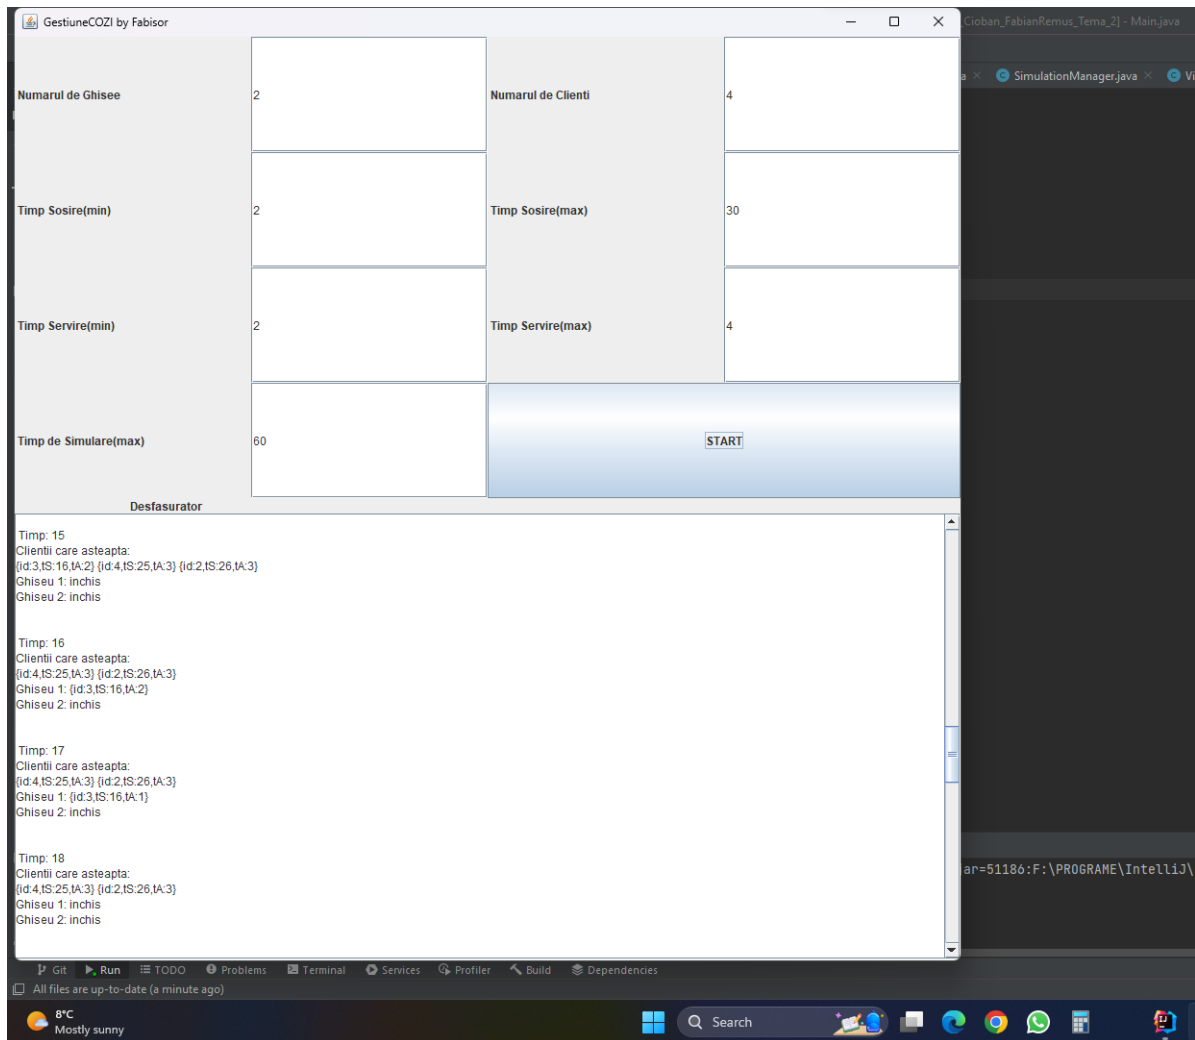 GestiuneCOZI by Fabisor
Cioban_FabianRemus_Tema_2] - Main.java
SimulationManager.java
Numarul de Ghisee 2 Numarul de Clienti 4
Timp Sosire(min) 2 Timp Sosire(max) 30
Timp Servire(min) 2 Timp Servire(max) 4
Timp de Simulare(max) 60 START
Desfasurator
Timp: 15
Clientii care asteapta:
{id:3,tS:16,tA:2} {id:4,tS:25,tA:3} {id:2,tS:26,tA:3}
Ghiseu 1: inchis
Ghiseu 2: inchis
Timp: 16
Clientii care asteapta:
{id:4,tS:25,tA:3} {id:2,tS:26,tA:3}
Ghiseu 1: {id:3,tS:16,tA:2}
Ghiseu 2: inchis
Timp: 17
Clientii care asteapta:
{id:4,tS:25,tA:3} {id:2,tS:26,tA:3}
Ghiseu 1: {id:3,tS:16,tA:1}
Ghiseu 2: inchis
Timp: 18
Clientii care asteapta:
{id:4,tS:25,tA:3} {id:2,tS:26,tA:3}
Ghiseu 1: inchis
Ghiseu 2: inchis
ar=51186:F:\PROGRAME\IntelliJ\
Git Run TODO Problems Terminal Services Profiler Build Dependencies
All files are up-to-date (a minute ago)
8°C
Mostly sunny
Search